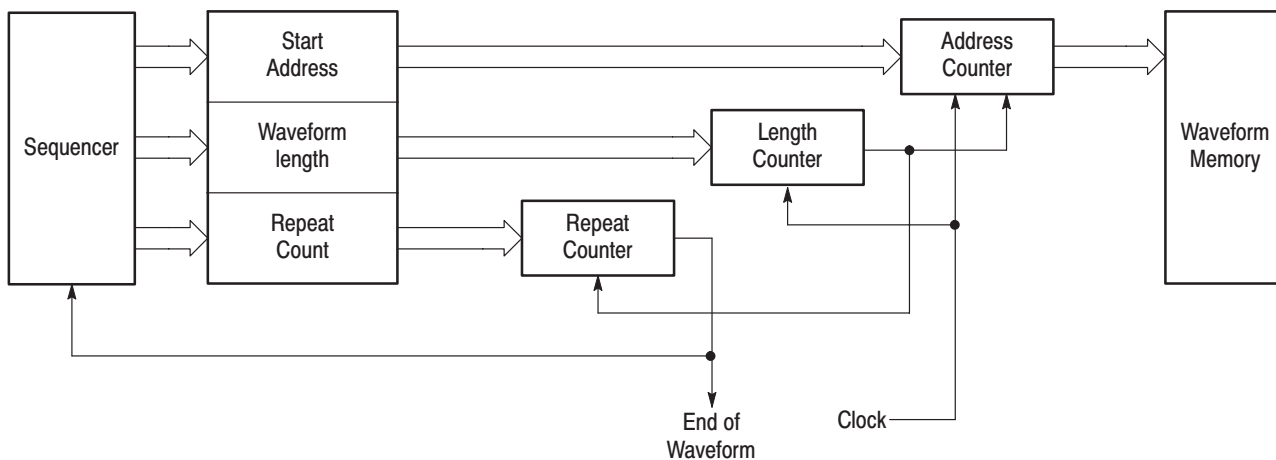 Sequencer
Start
Address
Waveform
length
Repeat
Count
Repeat
Counter
Length
Counter
Address
Counter
Waveform
Memory
End of
Waveform
Clock